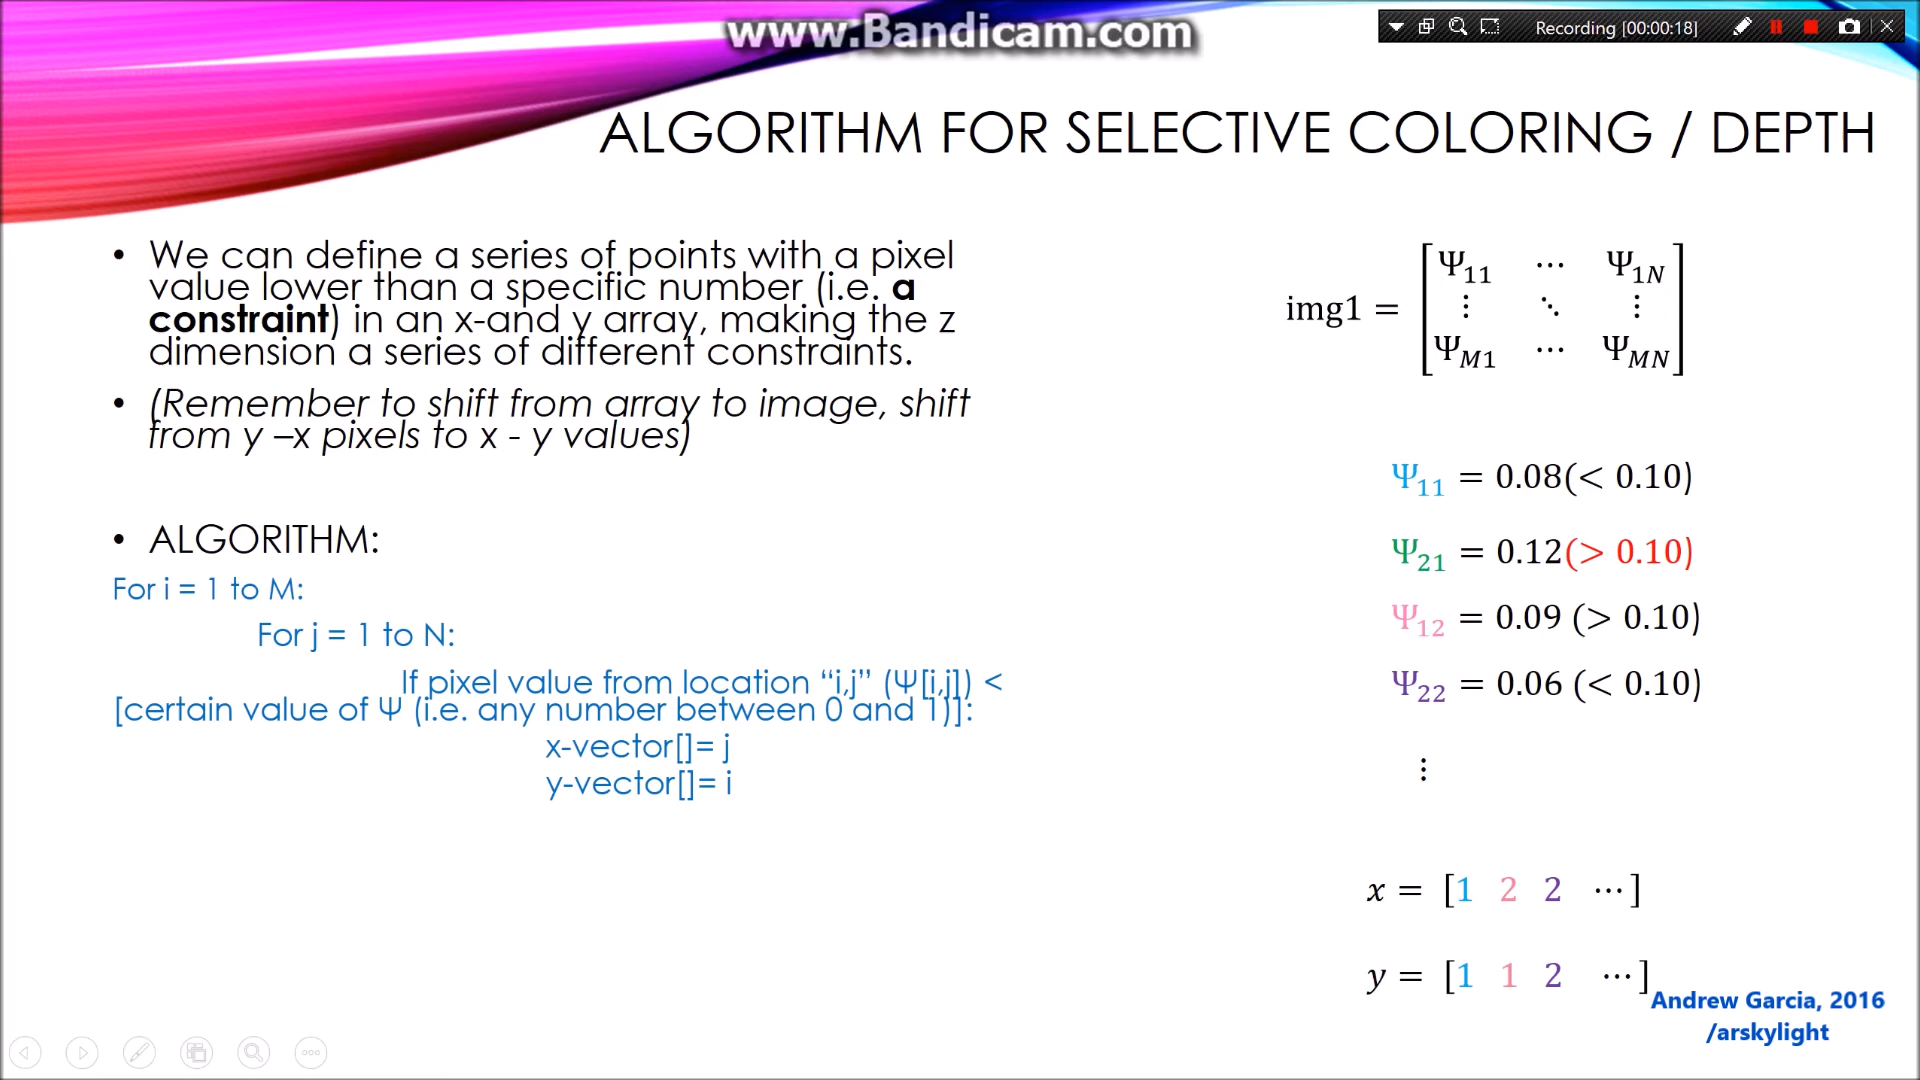 www.Bandicam.com
Recording [00:00:18]
ALGORITHM FOR SELECTIVE COLORING / DEPTH
• We can define a series of points with a pixel
value lower than a specific number (i.e. a
constraint) in an x-and y array, making the z
dimension a series of different constraints.
• (Remember to shift from array to image, shift
from y –x pixels to x - y values)
• ALGORITHM:
For i = 1 to M:
For j = 1 to N:
If pixel value from location “i,j” (Ψ[i,j]) <
[certain value of Ψ (i.e. any number between 0 and 1)]:
x-vector[]= j
y-vector[]= i
Ψ11 ⋯ Ψ1N
img1 = ⋮ ⋱ ⋮
ΨM1 ⋯ ΨMN
Ψ11 = 0.08(< 0.10)
Ψ21 = 0.12(> 0.10)
Ψ12 = 0.09 (> 0.10)
Ψ22 = 0.06 (< 0.10)
⋮
x = [1 2 2 ⋯]
y = [1 1 2 ⋯]
Andrew Garcia, 2016
/arskylight